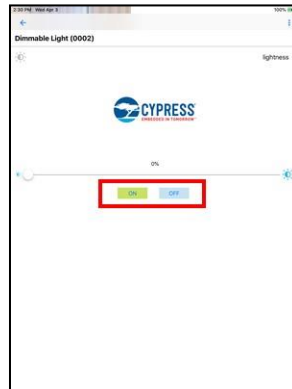 2:30 PM Wed Apr 3
100%
Dimmable Light (0002)
lightness
CYPRESS
EMBEDDED IN TOMORROW
0%
ON OFF